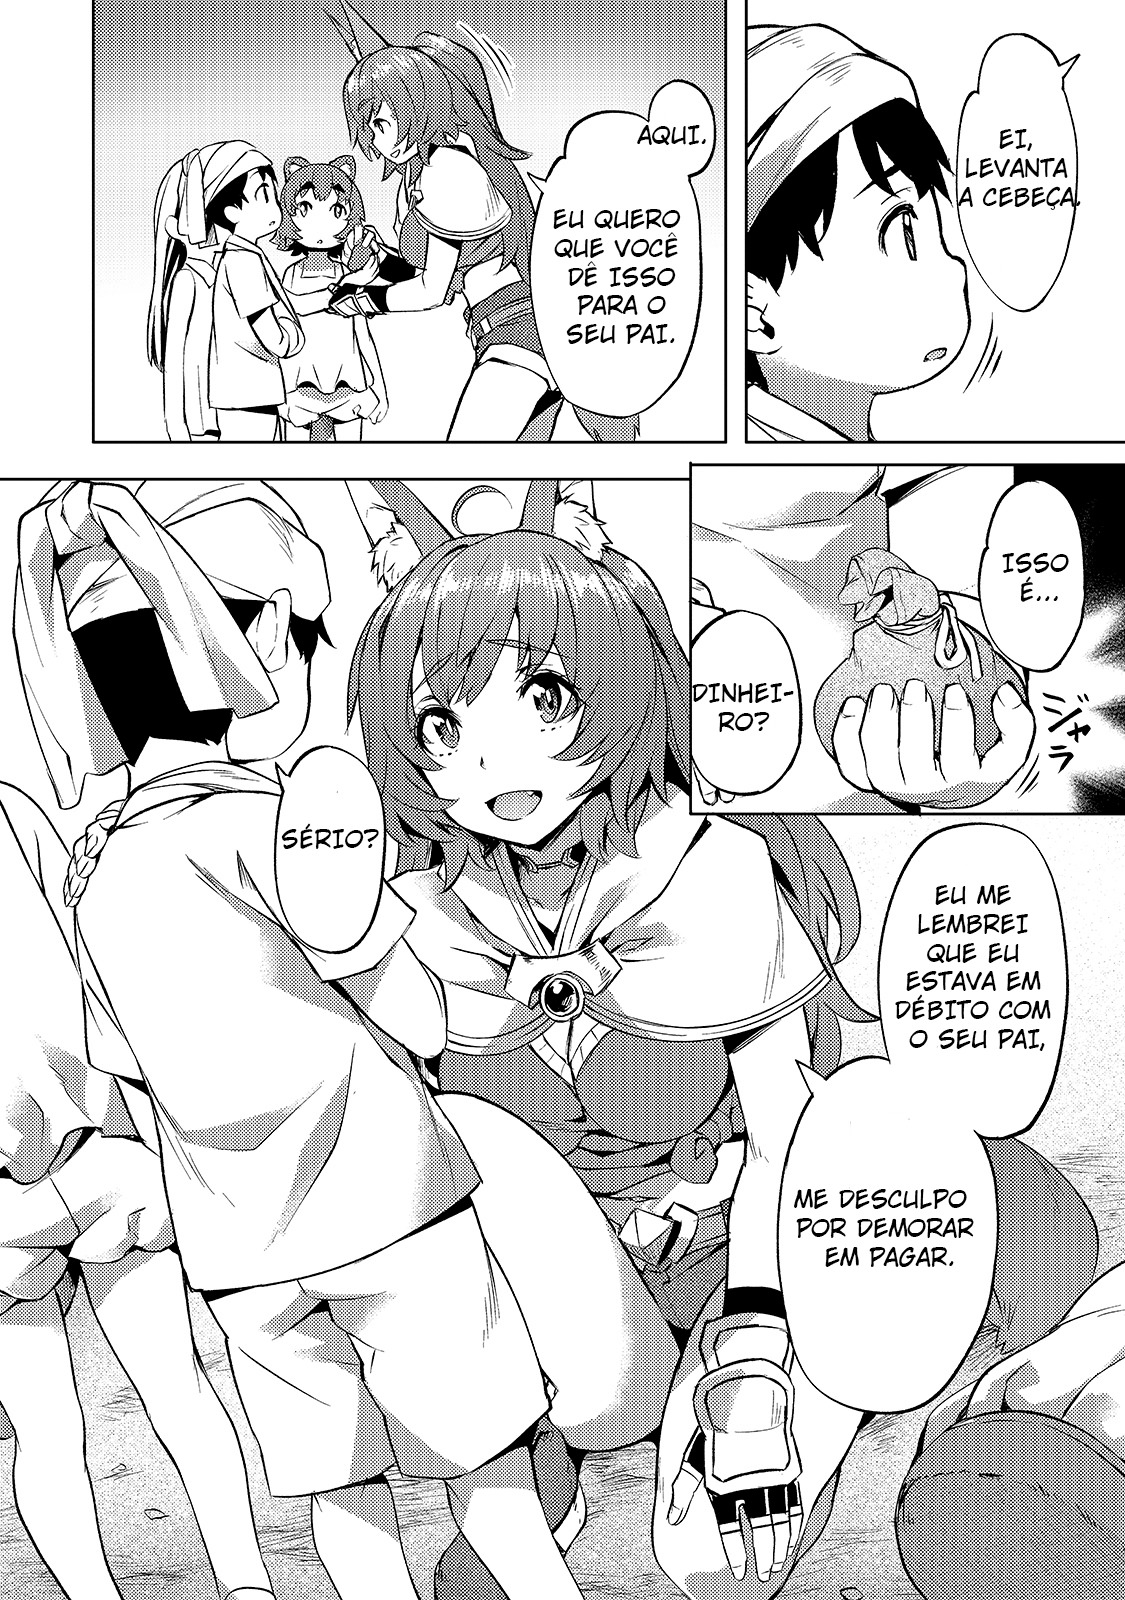 EI,
LEVANTA
A CEBEÇA.
AQUI.
EU QUERO
QUE VOCÊ
DÊ ISSO
PARA O
SEU PAI.
ISSO
É...
ジャラ
DINHEI-
RO?
SÉRIO?
EU ME
LEMBREI
QUE EU
ESTAVA EM
DÉBITO COM
O SEU PAI,
ME DESCULPO
POR DEMORAR
EM PAGAR.